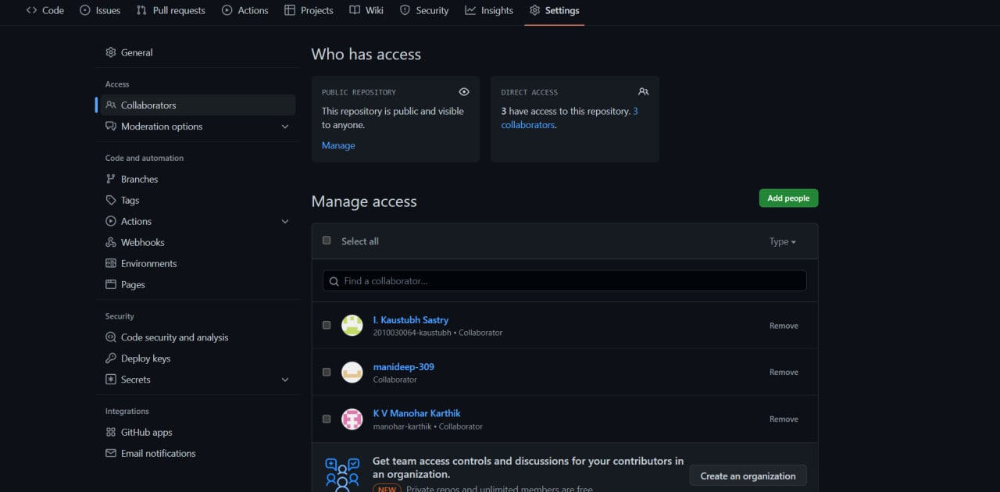 Code Issues Pull requests Actions Projects Wiki Security Insights Settings
General
Access
Collaborators
Moderation options
Code and automation
Branches
Tags
Actions
Webhooks
Environments
Pages
Security
Code security and analysis
Deploy keys
Secrets
Integrations
GitHub apps
Email notifications
Who has access
PUBLIC REPOSITORY
This repository is public and visible
to anyone.
Manage
DIRECT ACCESS
3 have access to this repository. 3
collaborators.
Manage access
Add people
Select all
Type
Find a collaborator...
I. Kaustubh Sastry
2010030064-kaustubh • Collaborator
Remove
manideep-309
Collaborator
Remove
K V Manohar Karthik
manohar-karthik • Collaborator
Remove
Get team access controls and discussions for your contributors in
an organization.
NEW Private repos and unlimited members are free
Create an organization